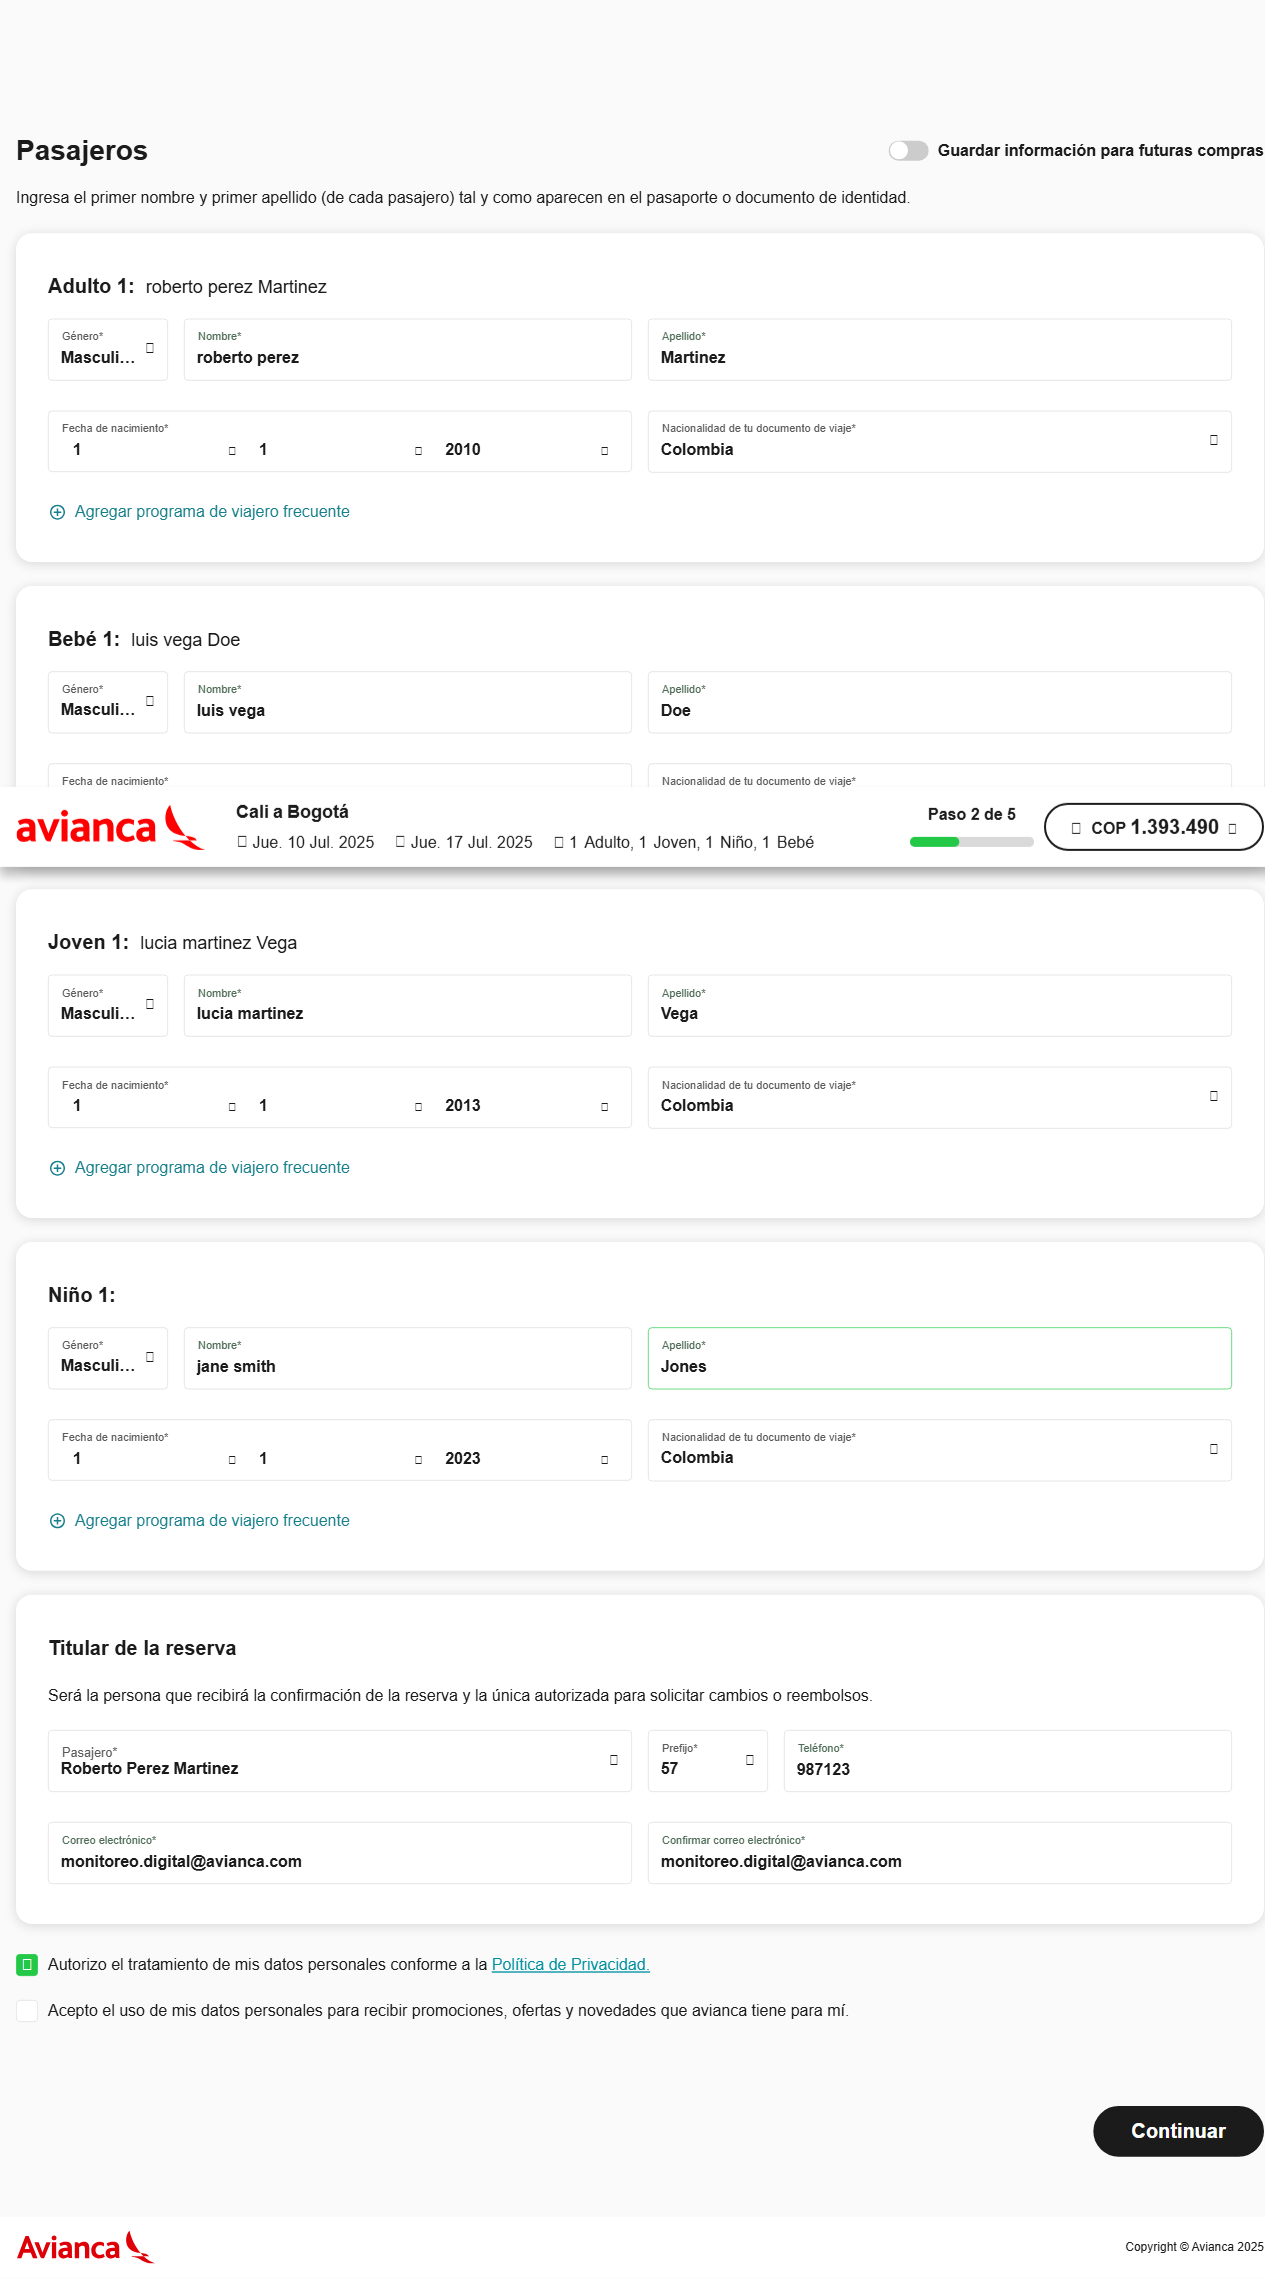 Pasajeros
Guardar información para futuras compras
Ingresa el primer nombre y primer apellido (de cada pasajero) tal y como aparecen en el pasaporte o documento de identidad.
Adulto 1: roberto perez Martinez
Género* Nombre* Apellido*
Masculi... roberto perez Martinez
Fecha de nacimiento* Nacionalidad de tu documento de viaje*
1 1 2010 Colombia
Agregar programa de viajero frecuente
Bebé 1: luis vega Doe
Género* Nombre* Apellido*
Masculi... luis vega Doe
Fecha de nacimiento* Nacionalidad de tu documento de viaje*
avianca
Cali a Bogotá
Jue. 10 Jul. 2025 Jue. 17 Jul. 2025 1 Adulto, 1 Joven, 1 Niño, 1 Bebé
Paso 2 de 5
COP 1.393.490
Joven 1: lucia martinez Vega
Género* Nombre* Apellido*
Masculi... lucia martinez Vega
Fecha de nacimiento* Nacionalidad de tu documento de viaje*
1 1 2013 Colombia
Agregar programa de viajero frecuente
Niño 1:
Género* Nombre* Apellido*
Masculi... jane smith Jones
Fecha de nacimiento* Nacionalidad de tu documento de viaje*
1 1 2023 Colombia
Agregar programa de viajero frecuente
Titular de la reserva
Será la persona que recibirá la confirmación de la reserva y la única autorizada para solicitar cambios o reembolsos.
Pasajero* Prefijo* Teléfono*
Roberto Perez Martinez 57 987123
Correo electrónico* Confirmar correo electrónico*
monitoreo.digital@avianca.com monitoreo.digital@avianca.com
Autorizo el tratamiento de mis datos personales conforme a la Política de Privacidad.
Acepto el uso de mis datos personales para recibir promociones, ofertas y novedades que avianca tiene para mí.
Continuar
Avianca
Copyright © Avianca 2025